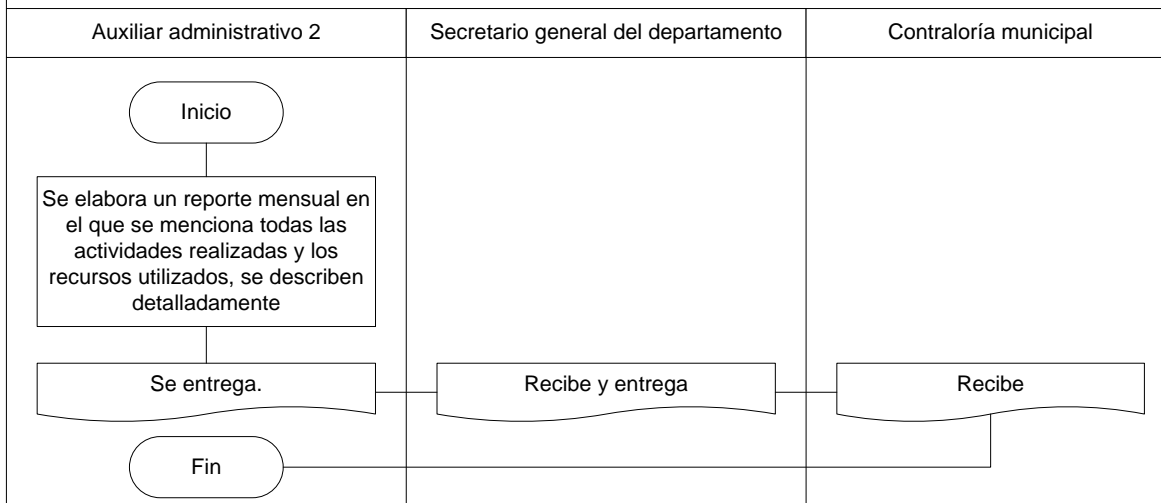 Auxiliar administrativo 2
Secretario general del departamento
Contraloría municipal
Inicio
Se elabora un reporte mensual en
el que se menciona todas las
actividades realizadas y los
recursos utilizados, se describen
detalladamente
Se entrega.
Recibe y entrega
Recibe
Fin